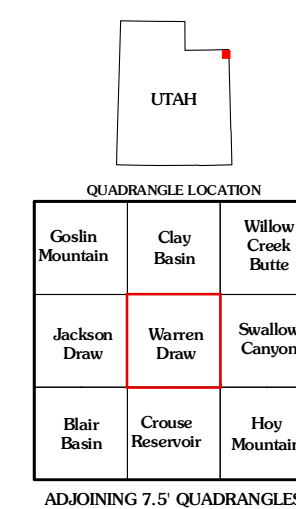 UTAH
QUADRANGLE LOCATION
Goslin
Mountain
Clay
Basin
Willow
Creek
Butte
Jackson
Draw
Warren
Draw
Swallow
Canyon
Blair
Basin
Crouse
Reservoir
Hoy
Mountain
ADJOINING 7.5' QUADRANGLES